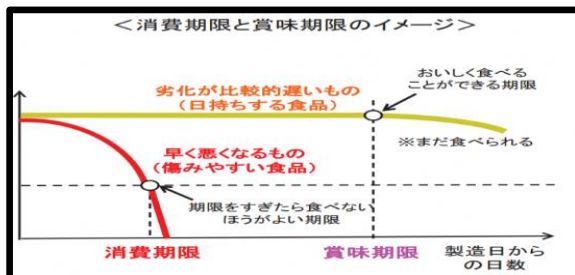 ＜消費期限と賞味期限のイメージ＞
劣化が比較的遅いもの
（日持ちする食品）
おいしく食べる
ことができる期限
※まだ食べられる
早く悪くなるもの
（傷みやすい食品）
期限をすぎたら食べない
ほうがよい期限
消費期限
賞味期限
製造日から
の日数